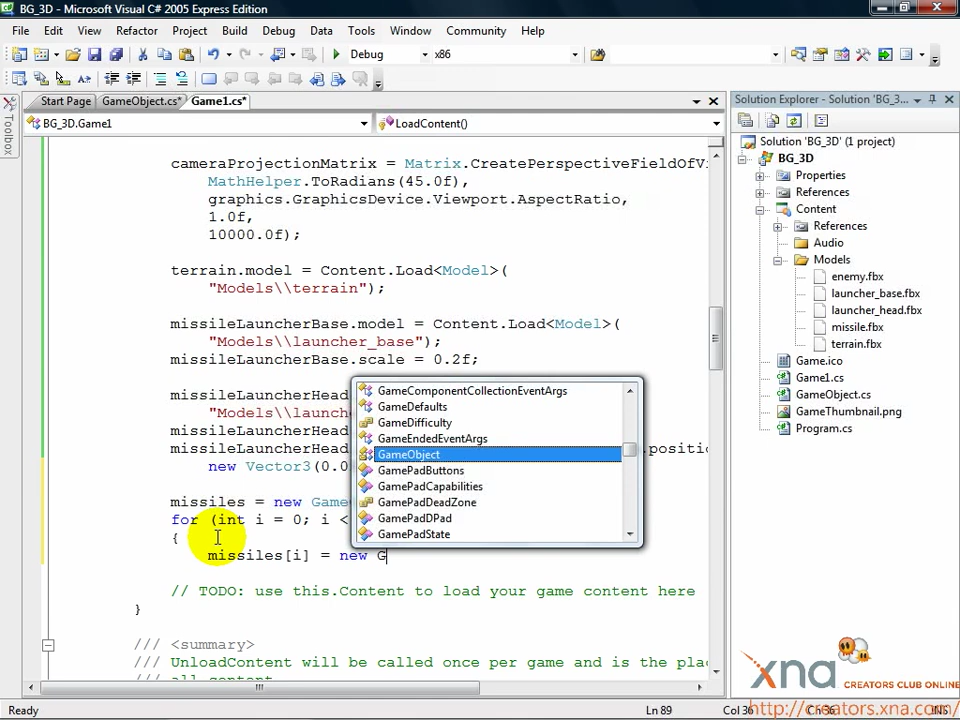 BG_3D - Microsoft Visual C# 2005 Express Edition
File Edit View Refactor Project Build Debug Data Tools Window Community Help
Debug x86
Start Page GameObject.cs* Game1.cs*
BG_3D.Game1 LoadContent()
Toolbox
cameraProjectionMatrix = Matrix.CreatePerspectiveFieldOfVi
MathHelper.ToRadians(45.0f),
graphics.GraphicsDevice.Viewport.AspectRatio,
1.0f,
10000.0f);
terrain.model = Content.Load<Model>(
"Models\\terrain");
missileLauncherBase.model = Content.Load<Model>(
"Models\\launcher_base");
missileLauncherBase.scale = 0.2f;
missileLauncherHead
"Models\\launch
missileLauncherHead
missileLauncherHead .positio
new Vector3(0.0
missiles = new Game
for (int i = 0; i <
{
missiles[i] = new G
// TODO: use this.Content to load your game content here
}
/// <summary>
/// UnloadContent will be called once per game and is the plac
/// all content.
GameComponentCollectionEventArgs
GameDefaults
GameDifficulty
GameEndedEventArgs
GameObject
GamePadButtons
GamePadCapabilities
GamePadDeadZone
GamePadDPad
GamePadState
Solution Explorer - Solution 'BG_3...
Solution 'BG_3D' (1 project)
BG_3D
Properties
References
Content
References
Audio
Models
enemy.fbx
launcher_base.fbx
launcher_head.fbx
missile.fbx
terrain.fbx
Game.ico
Game1.cs
GameObject.cs
GameThumbnail.png
Program.cs
xna CREATORS CLUB ONLINE
http://creators.xna.com/
Ready Ln 89 Col 36 Ch 36 INS